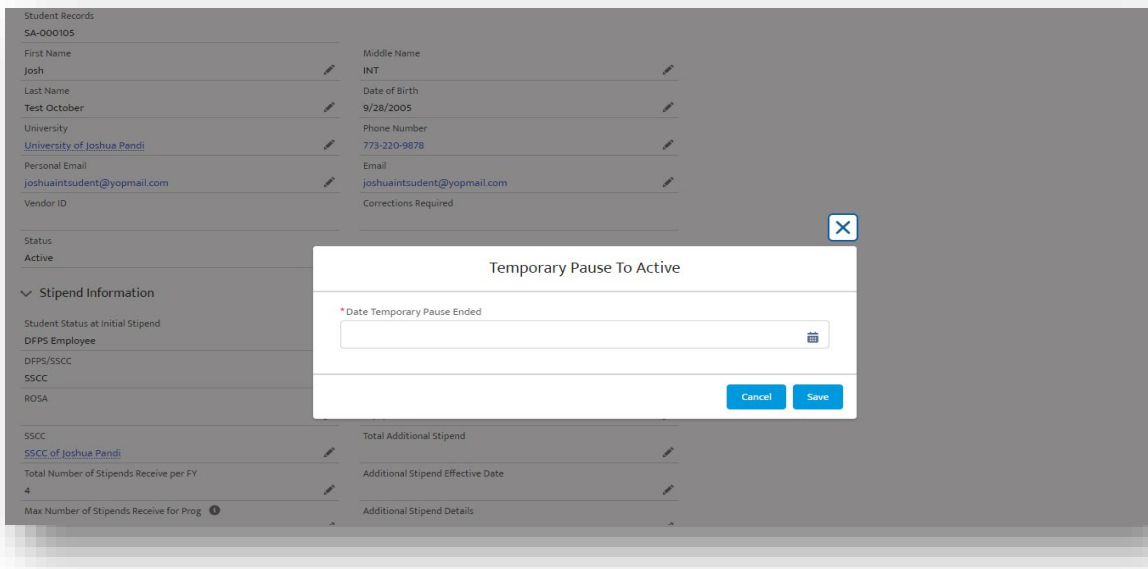 Student Records
SA-000105
First Name
Middle Name
Josh
INT
Last Name
Date of Birth
Test October
9/28/2005
University
Phone Number
University of Joshua Pandi
773-220-9878
Personal Email
Email
joshuaintsudent@yopmail.com
joshuaintsudent@yopmail.com
Vendor ID
Corrections Required
Status
Active
Temporary Pause To Active
Stipend Information
*Date Temporary Pause Ended
Student Status at Initial Stipend
DFPS Employee
DFPS/SSCC
SSCC
Cancel
Save
ROSA
SSCC
Total Additional Stipend
SSCC of Joshua Pandi
Total Number of Stipends Receive per FY
Additional Stipend Effective Date
4
Max Number of Stipends Receive for Prog
Additional Stipend Details